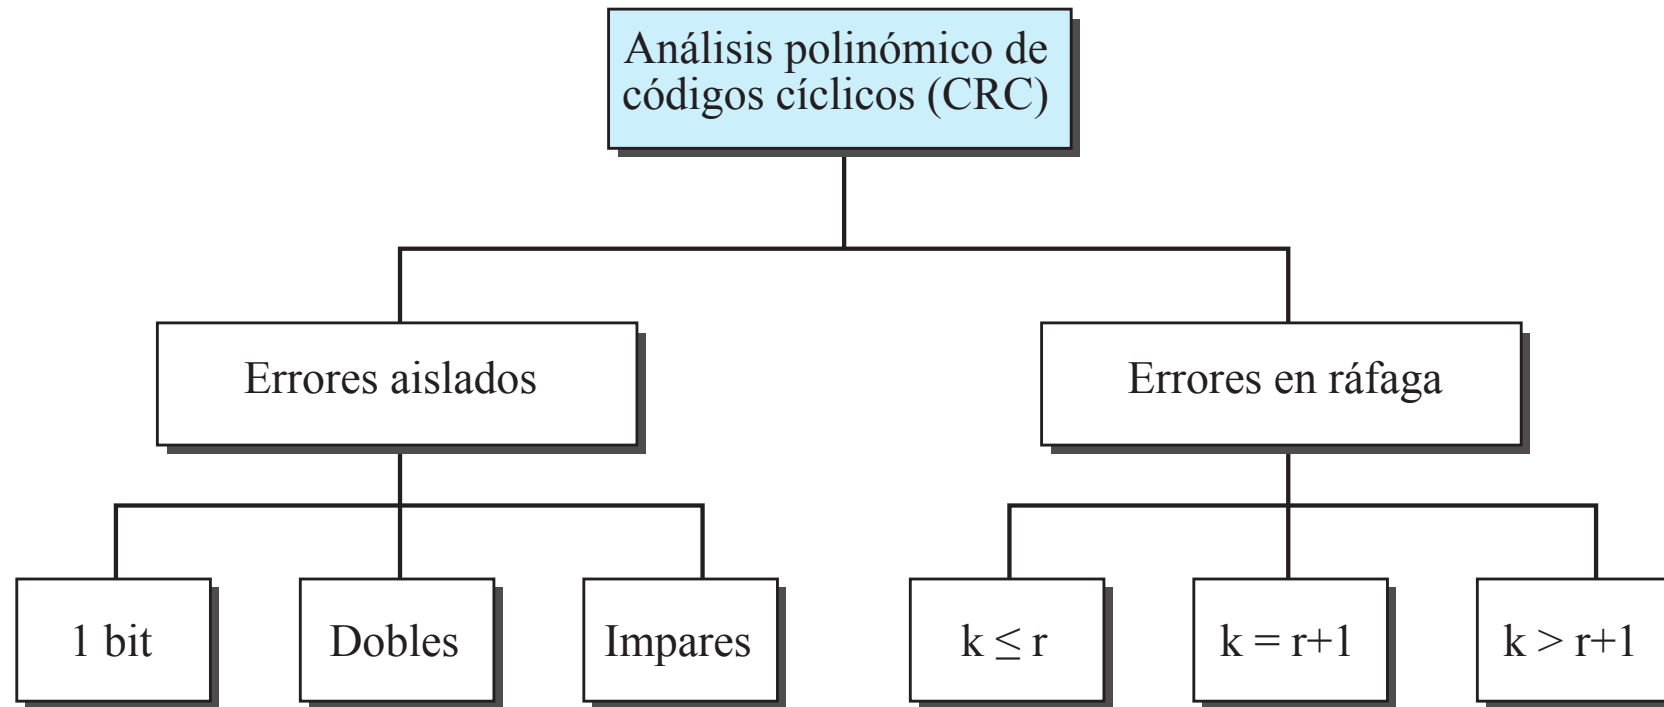 Análisis polinómico de
códigos cíclicos (CRC)
Errores aislados
Errores en ráfaga
1 bit
Dobles
Impares
k ≤ r
k = r+1
k > r+1